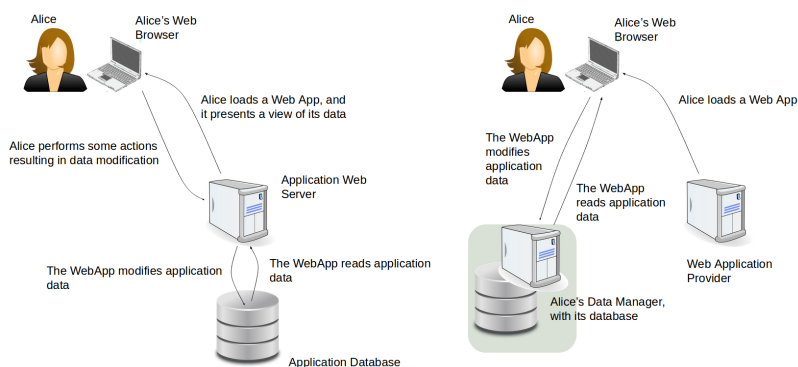 Alice
Alice's Web
Browser
Alice loads a Web App, and
it presents a view of its data
Alice performs some actions
resulting in data modification
Application Web
Server
The WebApp modifies application
data
The WebApp reads application
data
Application Database
Alice
Alice's Web
Browser
Alice loads a Web App
The WebApp
modifies
application
data
The WebApp
reads application
data
Web Application
Provider
Alice's Data Manager,
with its database